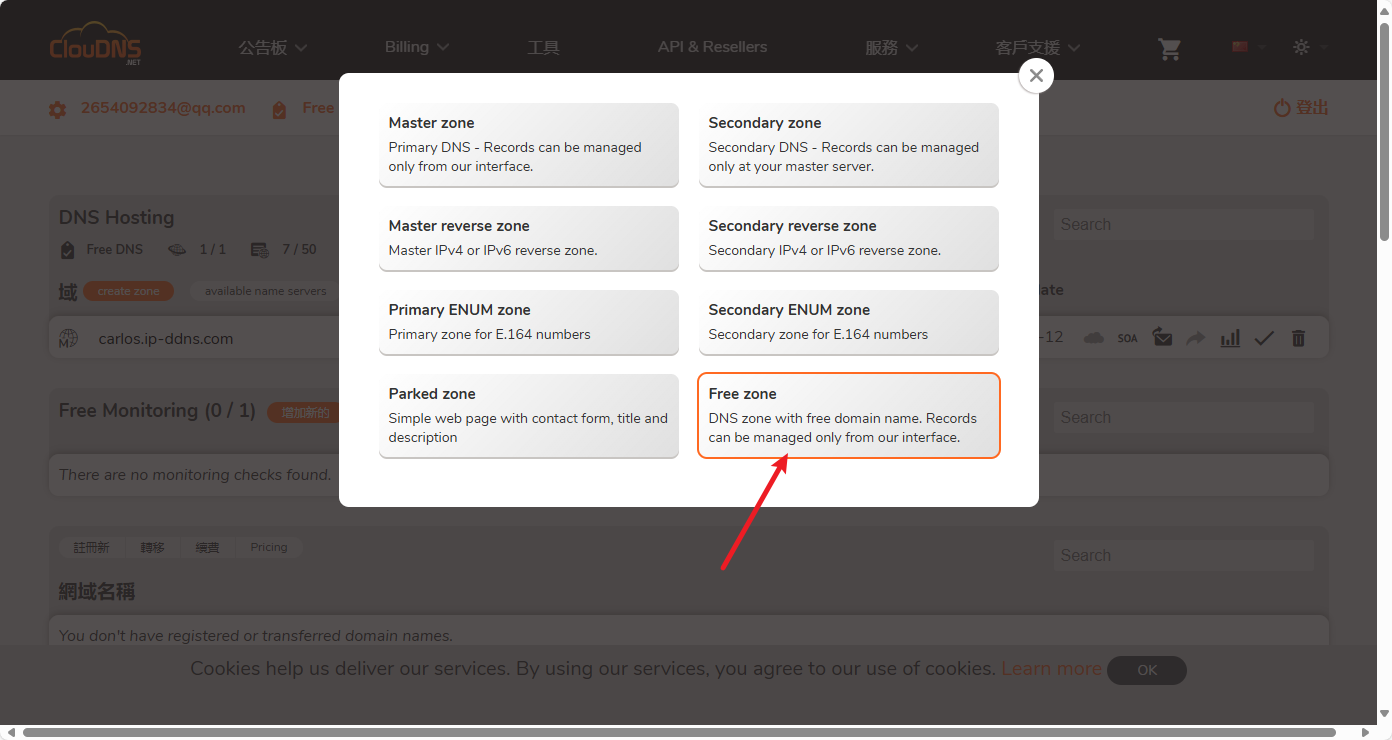 ClouDNS
.NET
公告板
Billing
工具
API & Resellers
服務
客戶支援
2654092834@qq.com
Free
登出
Master zone
Primary DNS - Records can be managed
only from our interface.
Secondary zone
Secondary DNS - Records can be managed
only at your master server.
Master reverse zone
Master IPv4 or IPv6 reverse zone.
Secondary reverse zone
Secondary IPv4 or IPv6 reverse zone.
Primary ENUM zone
Primary zone for E.164 numbers
Secondary ENUM zone
Secondary zone for E.164 numbers
Parked zone
Simple web page with contact form, title and
description
Free zone
DNS zone with free domain name. Records
can be managed only from our interface.
DNS Hosting
Search
Free DNS
1 / 1
7 / 50
域
create zone
available name servers
ate
M
carlos.ip-ddns.com
-12
SOA
Free Monitoring (0 / 1)
增加新的
Search
There are no monitoring checks found.
註冊新
轉移
續費
Pricing
Search
網域名稱
You don't have registered or transferred domain names.
Cookies help us deliver our services. By using our services, you agree to our use of cookies. Learn more
OK